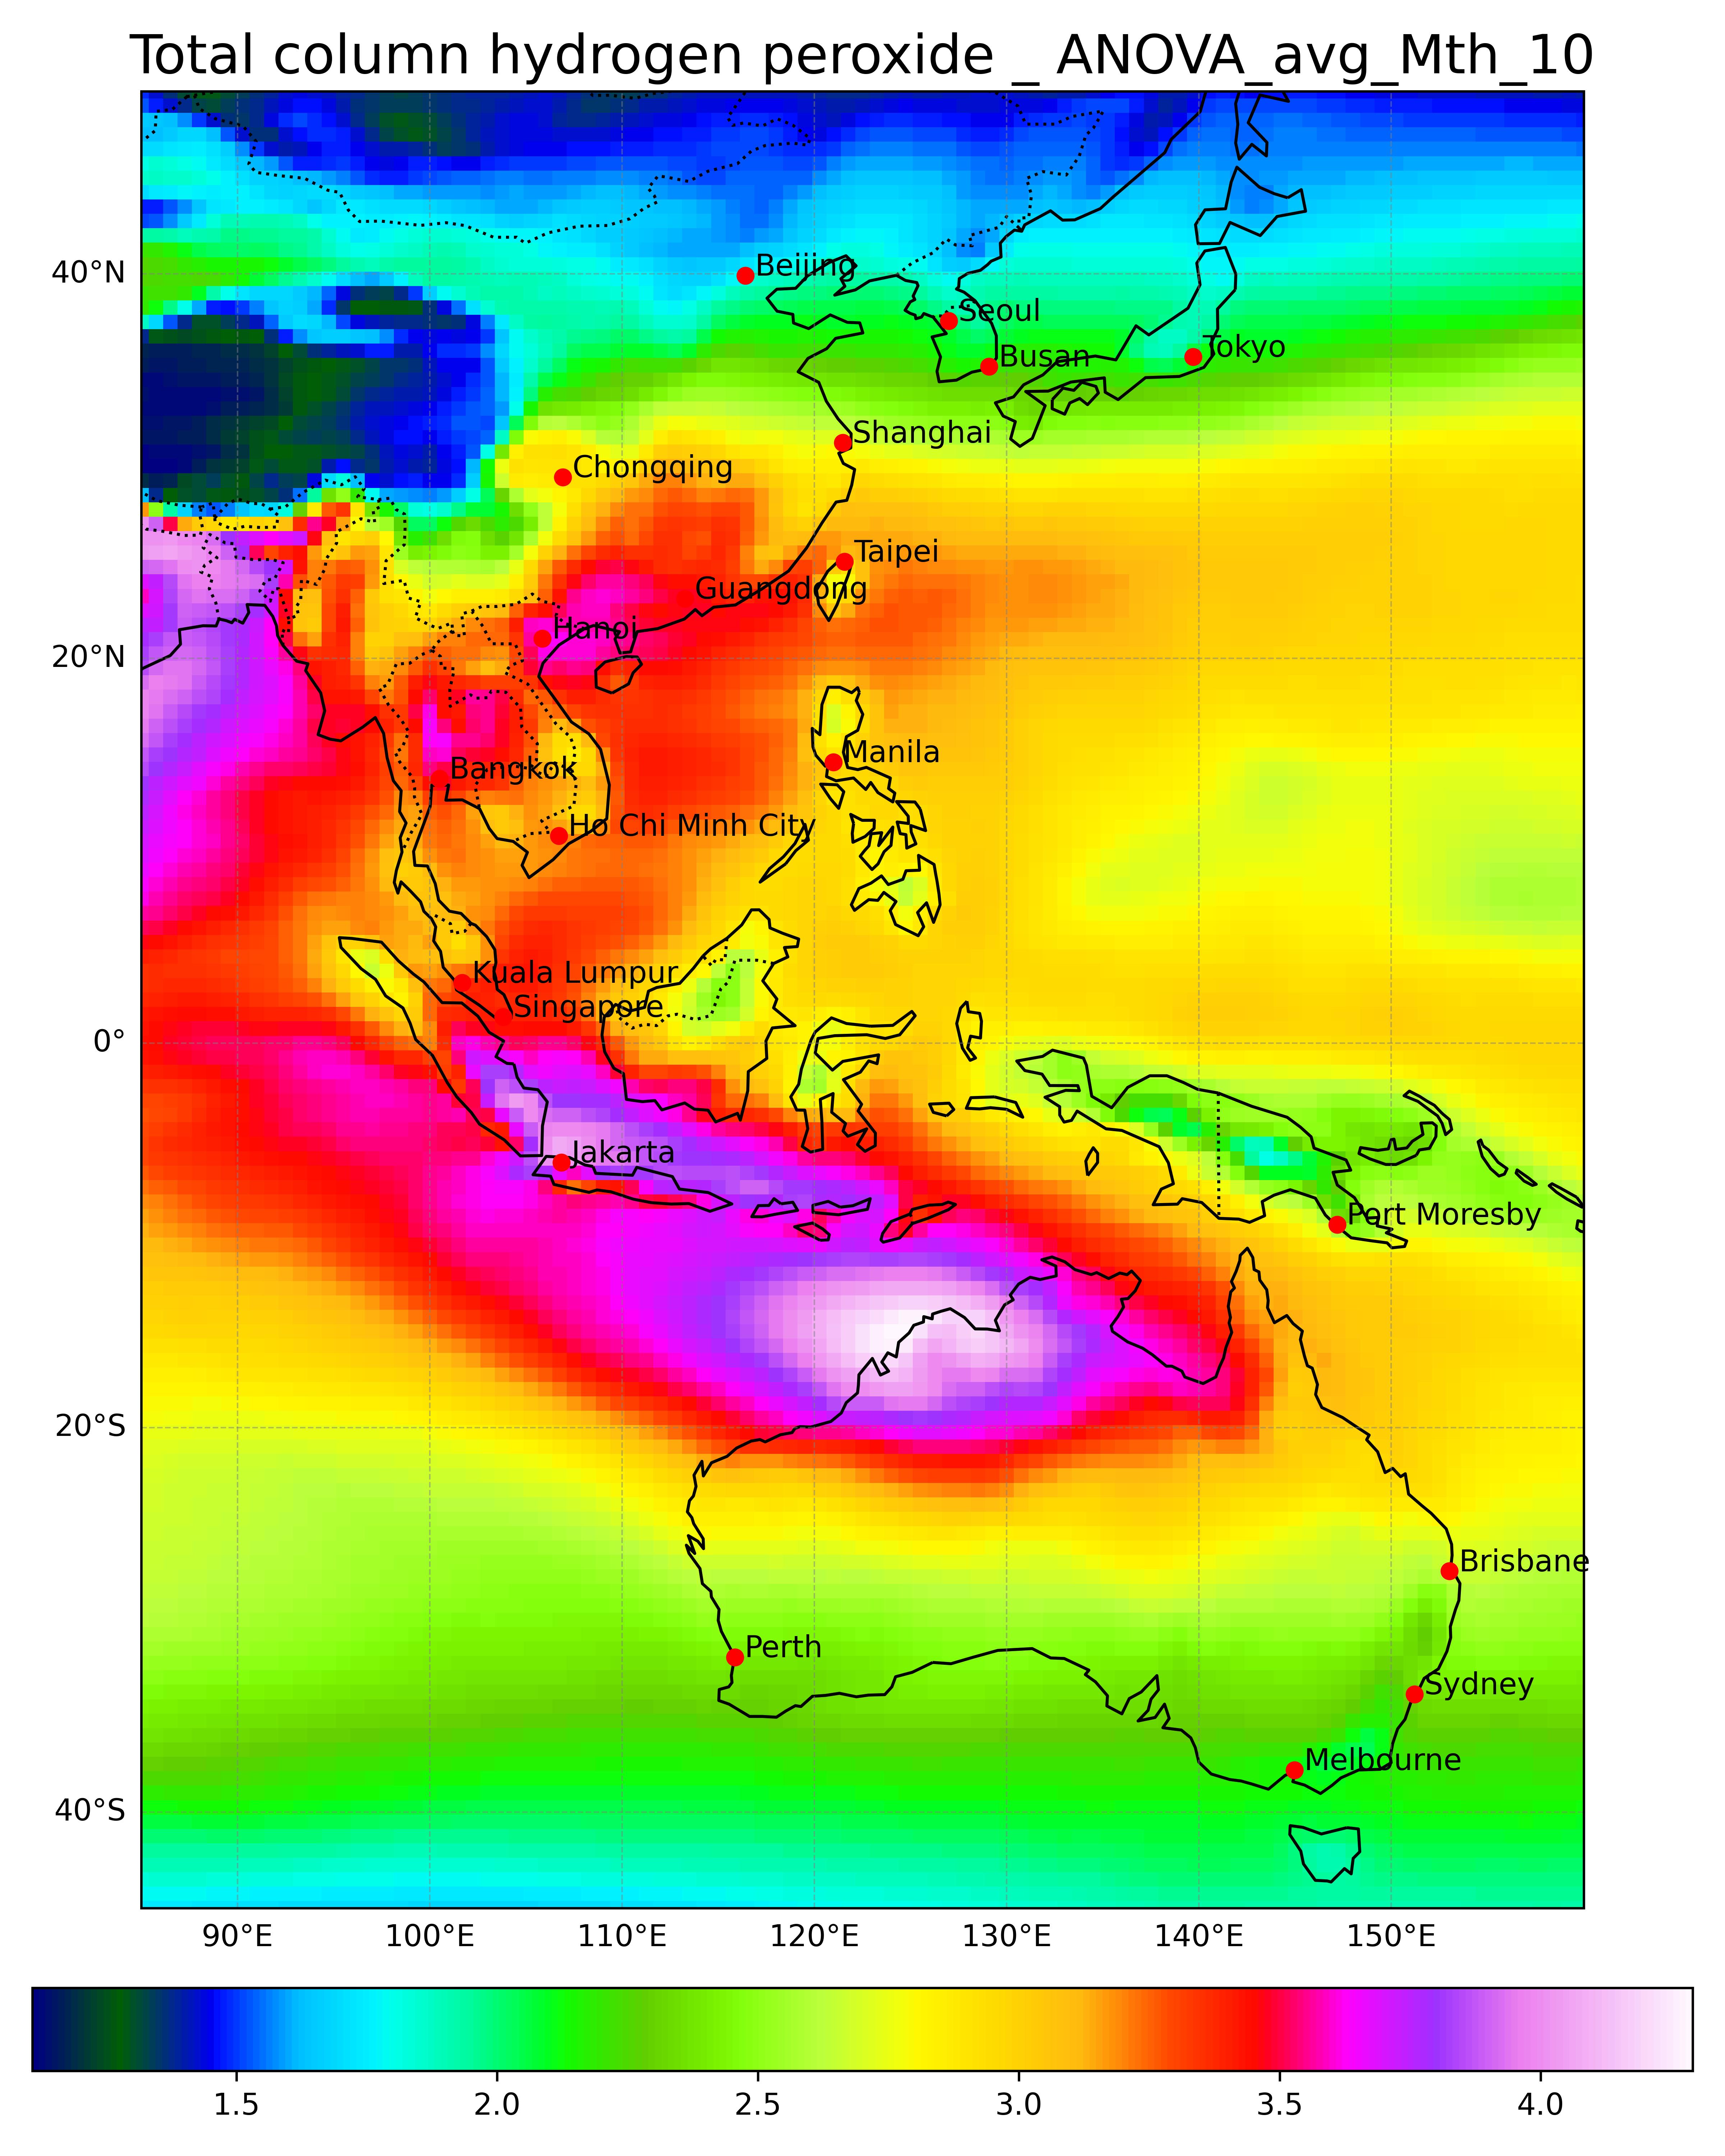 Total column hydrogen peroxide _ ANOVA_avg_Mth_10
40°N
20°N
0°
20°S
40°S
Beijing
Seoul
Tokyo
Busan
Shanghai
Chongqing
Taipei
Guangdong
Hanoi
Manila
Bangkok
Ho Chi Minh City
Kuala Lumpur
Singapore
Jakarta
Port Moresby
Brisbane
Perth
Sydney
Melbourne
90°E 100°E 110°E 120°E 130°E 140°E 150°E
1.5 2.0 2.5 3.0 3.5 4.0